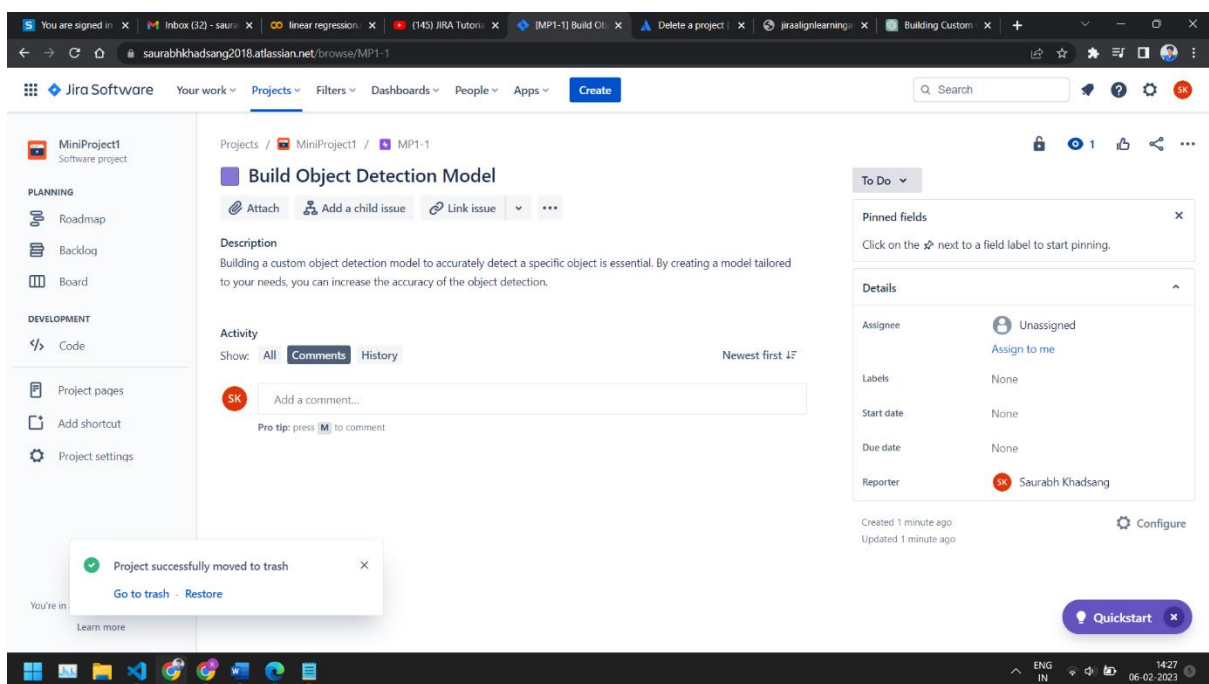 You are signed in
Inbox (32) - saura
linear regression.
(145) JIRA Tutoria
[MP1-1] Build Ob
Delete a project |
jiraalignlearning
Building Custom
saurabhkhadsang2018.atlassian.net/browse/MP1-1
Jira Software Your work Projects Filters Dashboards People Apps Create Search SK
MiniProject1
Software project
PLANNING
Roadmap
Backlog
Board
DEVELOPMENT
Code
Project pages
Add shortcut
Project settings
You're in
Learn more
Projects / MiniProject1 / MP1-1
1
Build Object Detection Model
Attach Add a child issue Link issue
Description
Building a custom object detection model to accurately detect a specific object is essential. By creating a model tailored
to your needs, you can increase the accuracy of the object detection.
Activity
Show: All Comments History Newest first
SK Add a comment...
Pro tip: press M to comment
To Do
Pinned fields
Click on the next to a field label to start pinning.
Details
Assignee Unassigned
Assign to me
Labels None
Start date None
Due date None
Reporter SK Saurabh Khadsang
Created 1 minute ago Configure
Updated 1 minute ago
Project successfully moved to trash
Go to trash · Restore
Quickstart
ENG 14:27
IN 06-02-2023